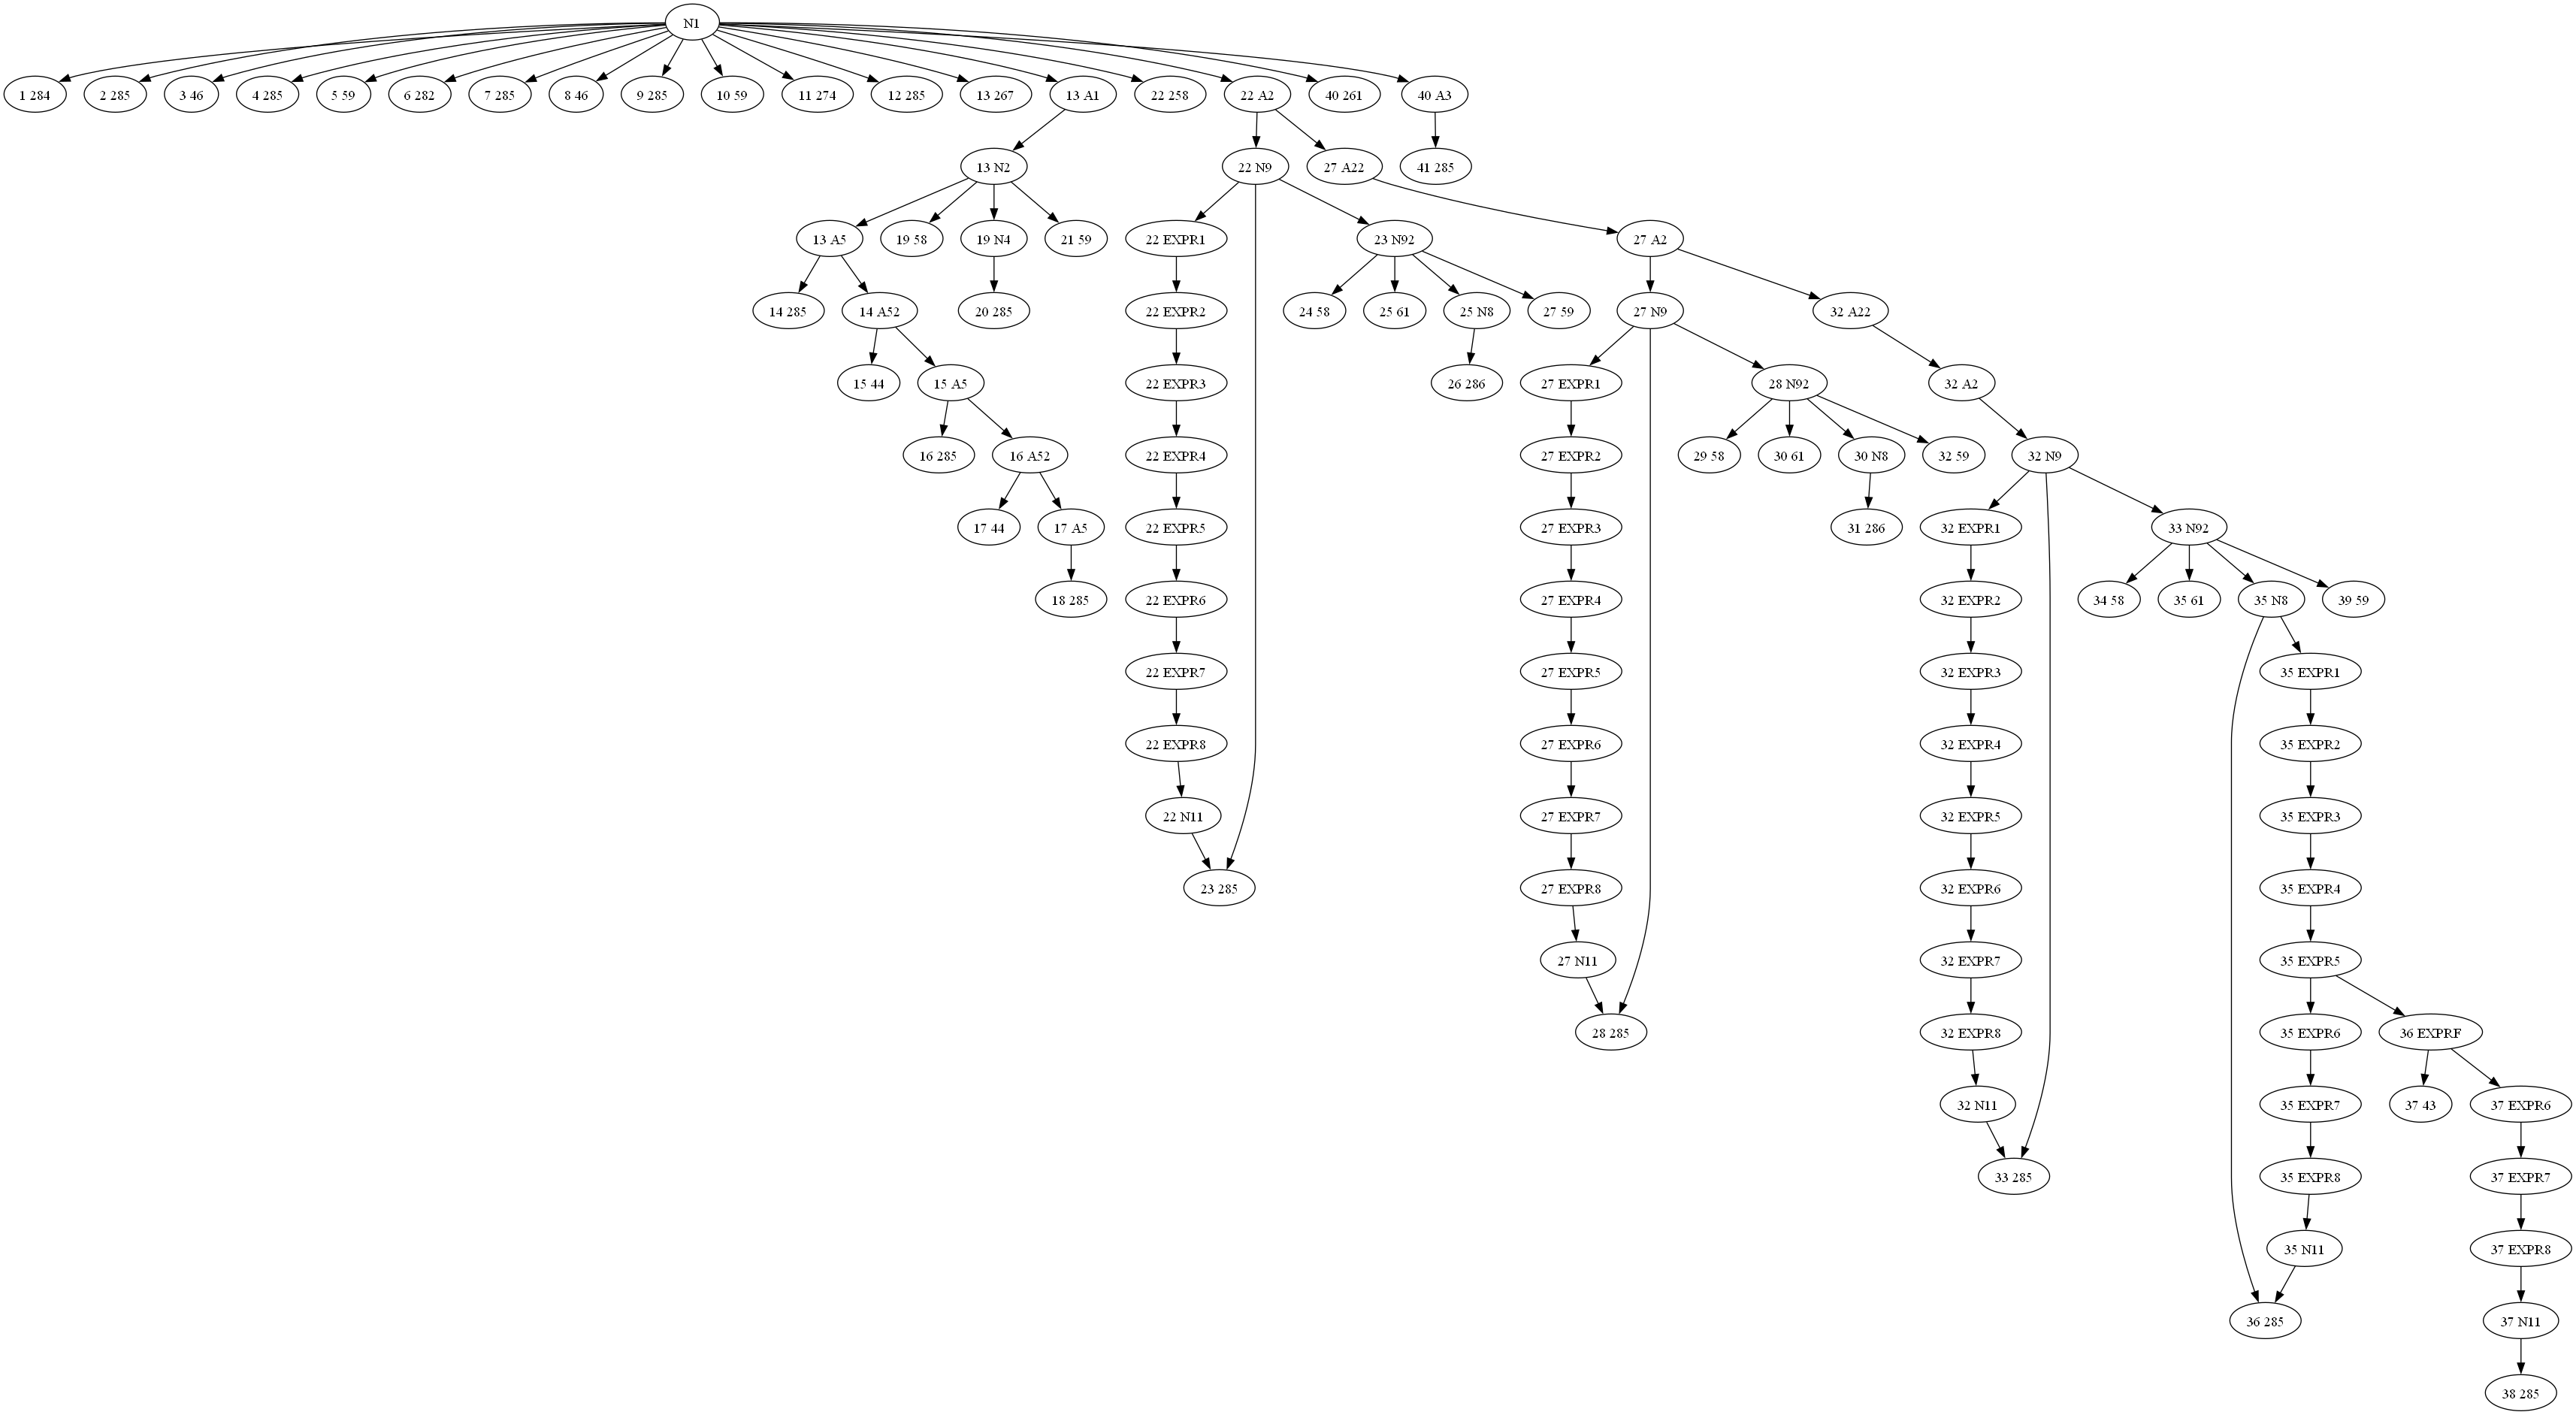 N1
1 284
2 285
3 46
4 285
5 59
6 282
7 285
8 46
9 285
10 59
11 274
12 285
13 267
13 A1
22 258
22 A2
40 261
40 A3
13 N2
22 N9
27 A22
41 285
13 A5
19 58
19 N4
21 59
22 EXPR1
23 N92
27 A2
14 285
14 A52
20 285
22 EXPR2
24 58
25 61
25 N8
27 59
27 N9
32 A22
15 44
15 A5
22 EXPR3
26 286
27 EXPR1
28 N92
32 A2
16 285
16 A52
22 EXPR4
27 EXPR2
29 58
30 61
30 N8
32 59
32 N9
17 44
17 A5
22 EXPR5
27 EXPR3
31 286
32 EXPR1
33 N92
18 285
22 EXPR6
27 EXPR4
32 EXPR2
34 58
35 61
35 N8
39 59
22 EXPR7
27 EXPR5
32 EXPR3
35 EXPR1
22 EXPR8
27 EXPR6
32 EXPR4
35 EXPR2
22 N11
27 EXPR7
32 EXPR5
35 EXPR3
23 285
27 EXPR8
32 EXPR6
35 EXPR4
27 N11
32 EXPR7
35 EXPR5
28 285
32 EXPR8
35 EXPR6
36 EXPRF
32 N11
35 EXPR7
37 43
37 EXPR6
33 285
35 EXPR8
37 EXPR7
35 N11
37 EXPR8
36 285
37 N11
38 285